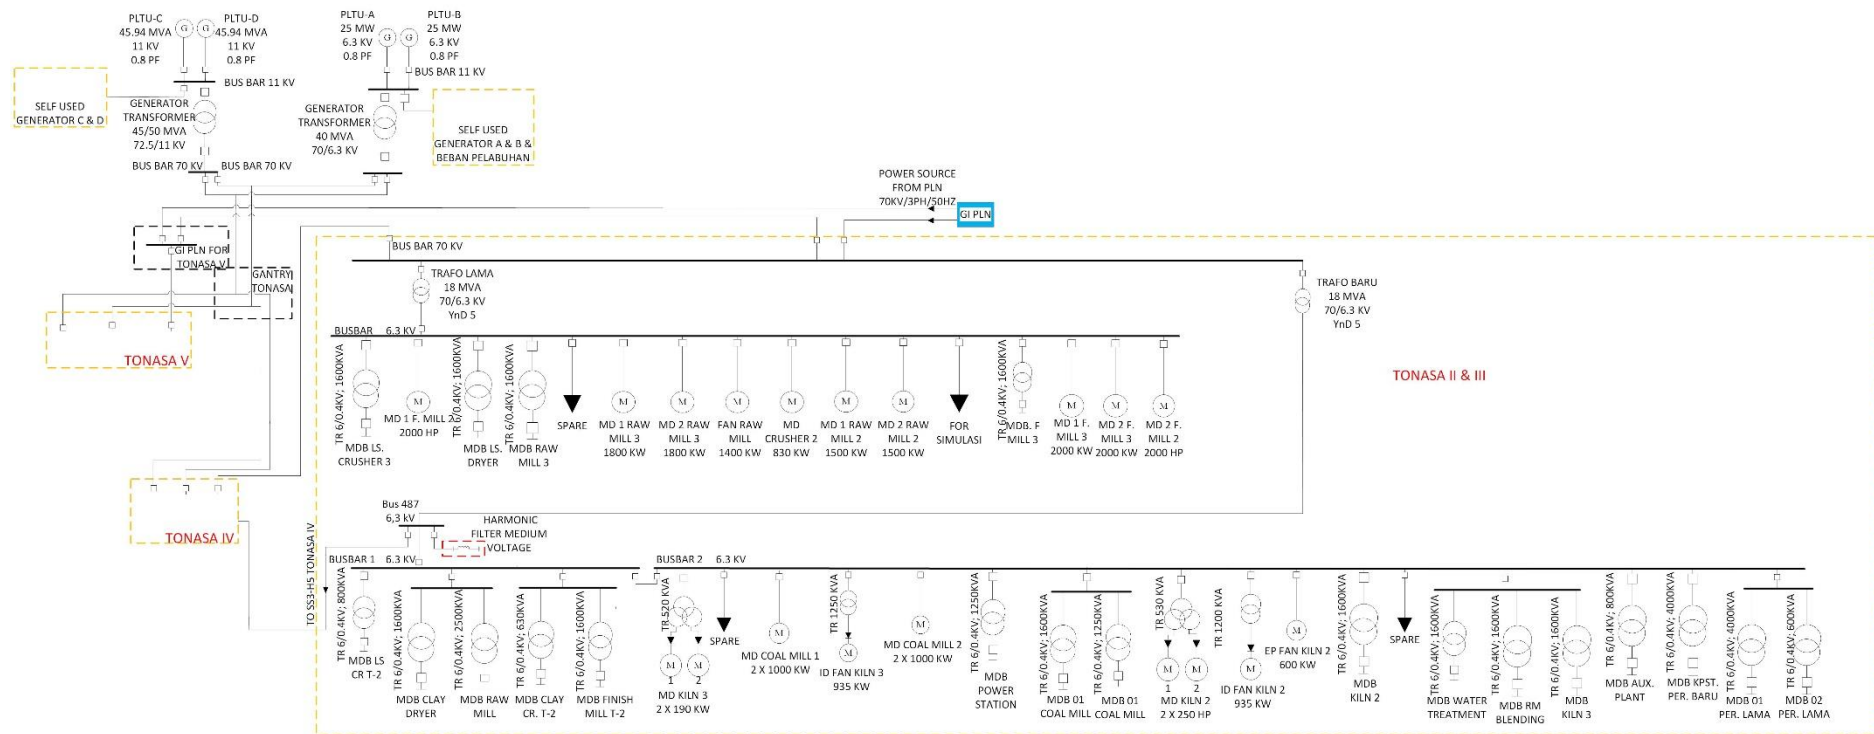 PLTU-C
45.94 MVA
11 KV
0.8 PF
PLTU-D
45.94 MVA
11 KV
0.8 PF
G
G
BUS BAR 11 KV
SELF USED
GENERATOR C & D
GENERATOR
TRANSFORMER
45/50 MVA
72.5/11 KV
BUS BAR 70 KV
BUS BAR 70 KV
PLTU-A
25 MW
6.3 KV
0.8 PF
PLTU-B
25 MW
6.3 KV
0.8 PF
G
G
BUS BAR 11 KV
GENERATOR
TRANSFORMER
40 MVA
70/6.3 KV
SELF USED
GENERATOR A & B &
BEBAN PELABUHAN
POWER SOURCE
FROM PLN
70KV/3PH/50HZ
GI PLN
GI PLN FOR
TONASA V
GANTRY
TONASA
TONASA V
TONASA IV
BUS BAR 70 KV
TRAFO LAMA
18 MVA
70/6.3 KV
YnD 5
TRAFO BARU
18 MVA
70/6.3 KV
YnD 5
TONASA II & III
BUSBAR 6.3 KV
TR 6/0.4KV; 1600KVA
MDB LS.
CRUSHER 3
M
MD 1 F. MILL 2
2000 HP
TR 6/0.4KV; 1600KVA
MDB LS.
DRYER
TR 6/0.4KV; 1600KVA
MDB RAW
MILL 3
SPARE
M
MD 1 RAW
MILL 3
1800 KW
M
MD 2 RAW
MILL 3
1800 KW
M
FAN RAW
MILL
1400 KW
M
MD
CRUSHER 2
830 KW
M
MD 1 RAW
MILL 2
1500 KW
M
MD 2 RAW
MILL 2
1500 KW
FOR
SIMULASI
TR 6/0.4KV; 1600KVA
MDB. F
MILL 3
M
MD 1 F.
MILL 3
2000 KW
M
MD 2 F.
MILL 3
2000 KW
M
MD 2 F.
MILL 2
2000 HP
Bus 487
6,3 kV
HARMONIC
FILTER MEDIUM
VOLTAGE
TO SS3-H5 TONASA IV
BUSBAR 1 6.3 KV
BUSBAR 2 6.3 KV
TR 6/0.4KV; 800KVA
MDB LS
CR T-2
TR 6/0.4KV; 1600KVA
MDB CLAY
DRYER
TR 6/0.4KV; 2500KVA
MDB RAW
MILL
TR 6/0.4KV; 630KVA
MDB CLAY
CR. T-2
TR 6/0.4KV; 1600KVA
MDB FINISH
MILL T-2
TR 520 KVA
M
M
1
2
MD KILN 3
2 X 190 KW
SPARE
M
MD COAL MILL 1
2 X 1000 KW
TR 1250 KVA
M
ID FAN KILN 3
935 KW
M
MD COAL MILL 2
2 X 1000 KW
TR 6/0.4KV; 1250KVA
MDB
POWER
STATION
TR 6/0.4KV; 1600KVA
MDB 01
COAL MILL
TR 6/0.4KV; 1250KVA
MDB 01
COAL MILL
TR 530 KVA
M
M
1
2
MD KILN 2
2 X 250 HP
TR 1200 KVA
M
ID FAN KILN 2
935 KW
M
EP FAN KILN 2
600 KW
TR 6/0.4KV; 1600KVA
MDB
KILN 2
SPARE
TR 6/0.4KV; 1600KVA
MDB WATER
TREATMENT
TR 6/0.4KV; 1600KVA
MDB RM
BLENDING
TR 6/0.4KV; 1600KVA
MDB
KILN 3
TR 6/0.4KV; 800KVA
MDB AUX.
PLANT
TR 6/0.4KV; 4000KVA
MDB KPST.
PER. BARU
TR 6/0.4KV; 4000KVA
MDB 01
PER. LAMA
TR 6/0.4KV; 6000KVA
MDB 02
PER. LAMA